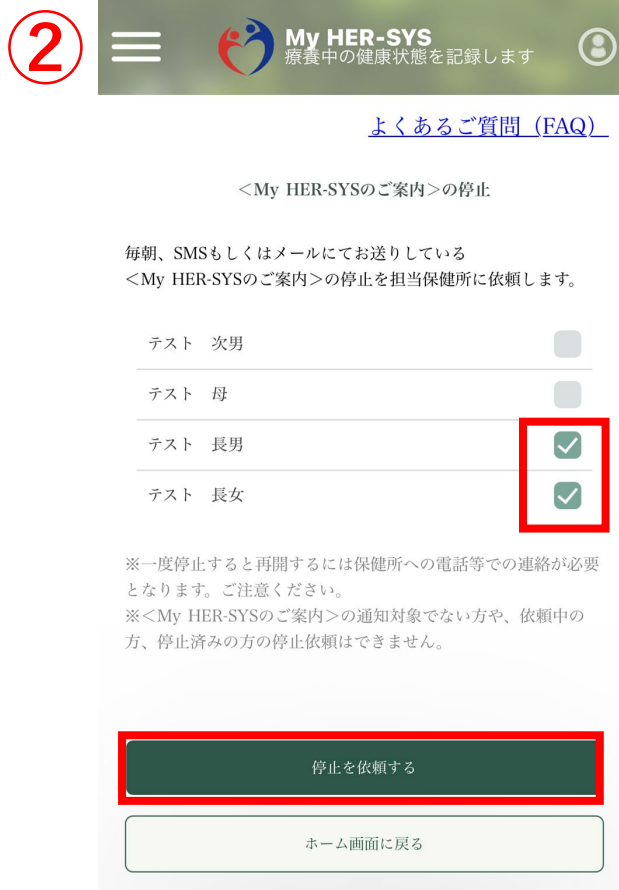 ②
My HER-SYS
療養中の健康状態を記録します
よくあるご質問（FAQ）
＜My HER-SYSのご案内＞の停止
毎朝、SMSもしくはメールにてお送りしている
＜My HER-SYSのご案内＞の停止を担当保健所に依頼します。
テスト　次男
テスト　母
テスト　長男
テスト　長女
※一度停止すると再開するには保健所への電話等での連絡が必要
となります。ご注意ください。
※＜My HER-SYSのご案内＞の通知対象でない方や、依頼中の
方、停止済みの方の停止依頼はできません。
停止を依頼する
ホーム画面に戻る